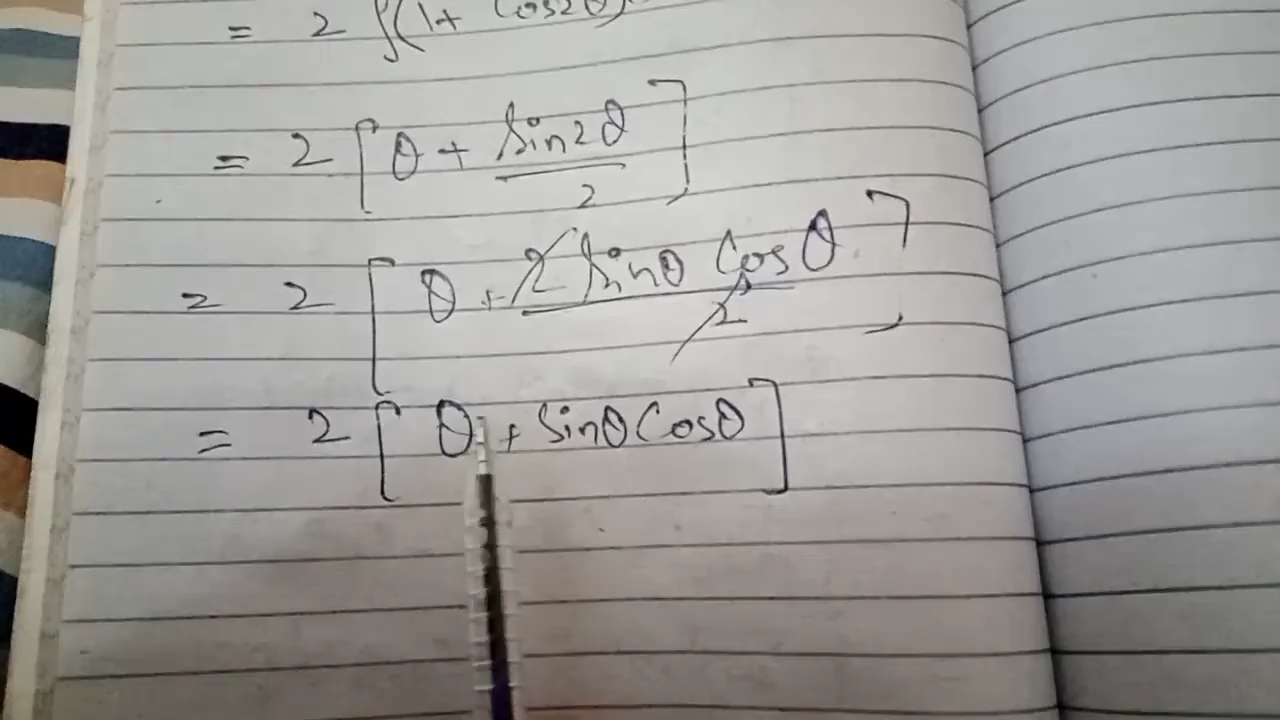 = 2 ∫(1+ Cos2θ)
= 2 [θ + Sin2θ/2]
= 2 [θ + 2 Sinθ Cosθ/2]
= 2 [θ + Sinθ Cosθ]